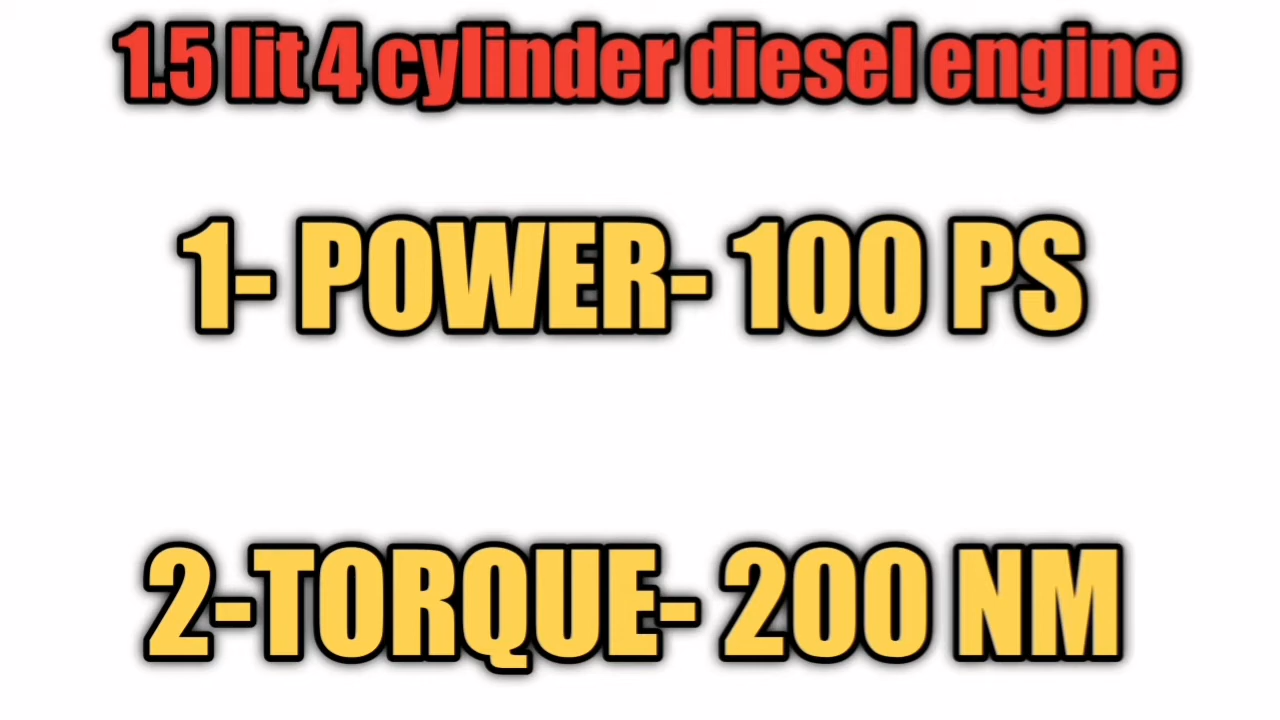 1.5 lit 4 cylinder diesel engine
1- POWER- 100 PS
2-TORQUE- 200 NM